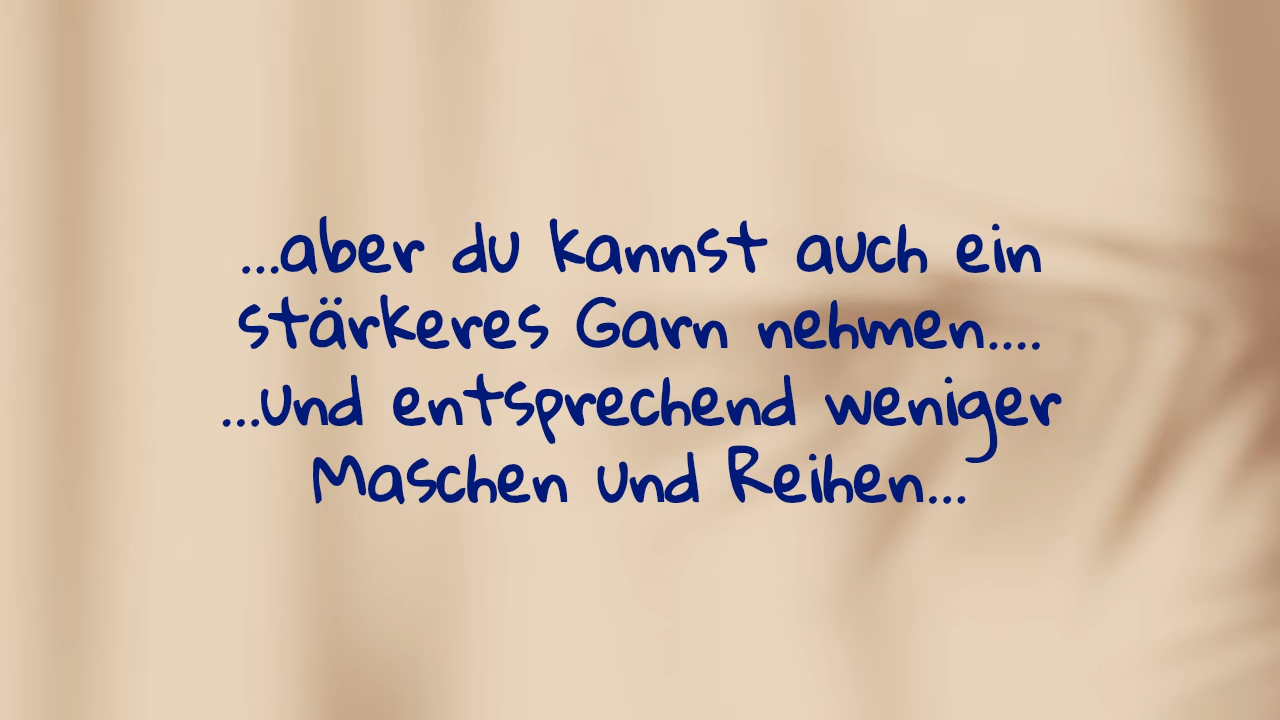 ...aber du kannst auch ein
stärkeres Garn nehmen....
...und entsprechend weniger
Maschen und Reihen...